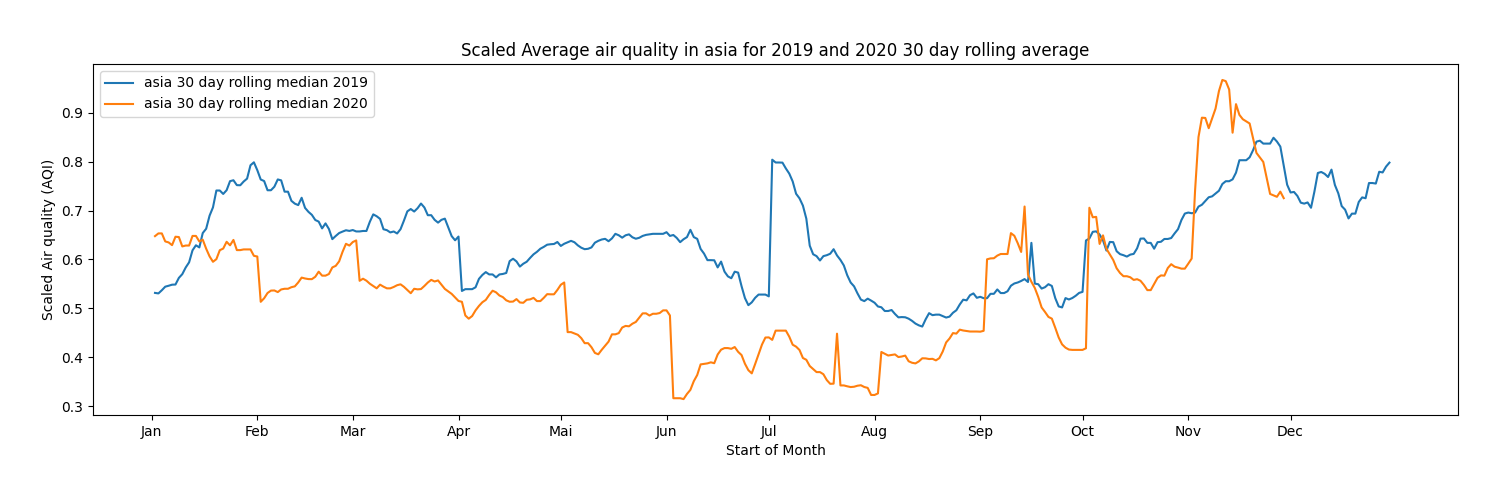 Scaled Average air quality in asia for 2019 and 2020 30 day rolling average
asia 30 day rolling median 2019
asia 30 day rolling median 2020
Scaled Air quality (AQI)
0.9
0.8
0.7
0.6
0.5
0.4
0.3
Jan Feb Mar Apr Mai Jun Jul Aug Sep Oct Nov Dec
Start of Month